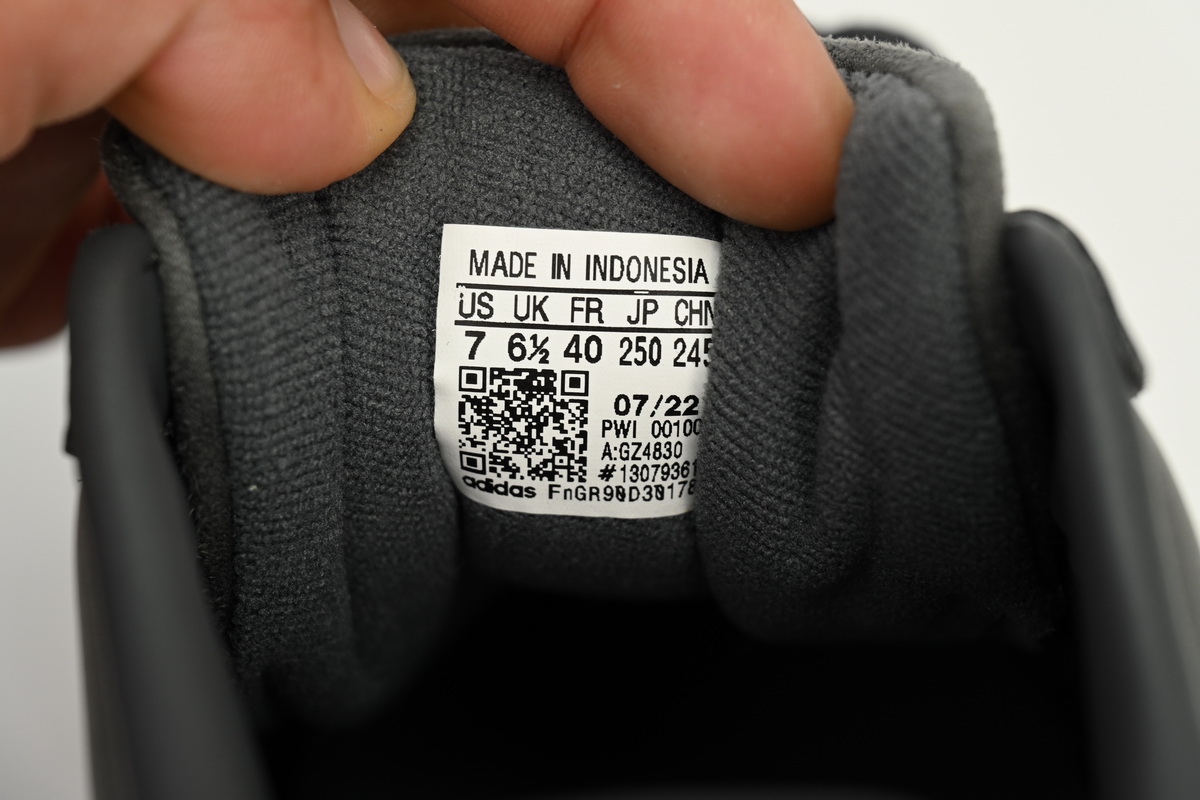 MADE IN INDONESIA
US UK FR JP CHN
7 6½ 40 250 245
07/22
PWI 00100
A:GZ4830
#13079361
adidas FnGR90D30178